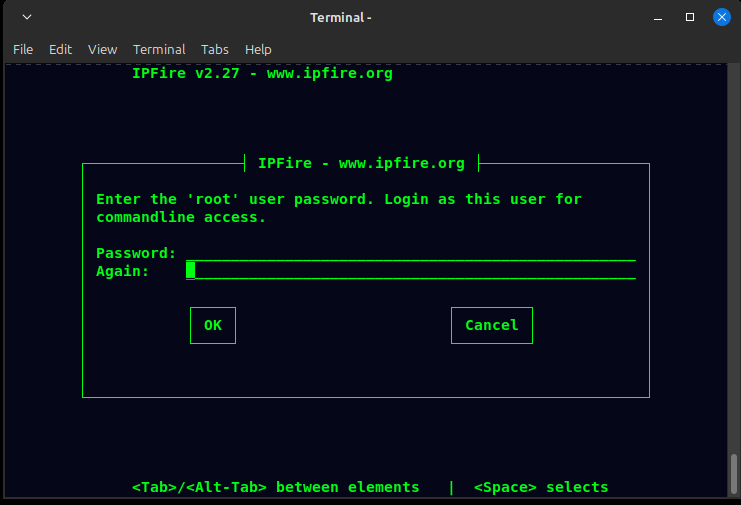 Terminal -
File Edit View Terminal Tabs Help
IPFire v2.27 - www.ipfire.org
IPFire - www.ipfire.org
Enter the 'root' user password. Login as this user for
commandline access.
Password:
Again:
OK Cancel
<Tab>/<Alt-Tab> between elements | <Space> selects